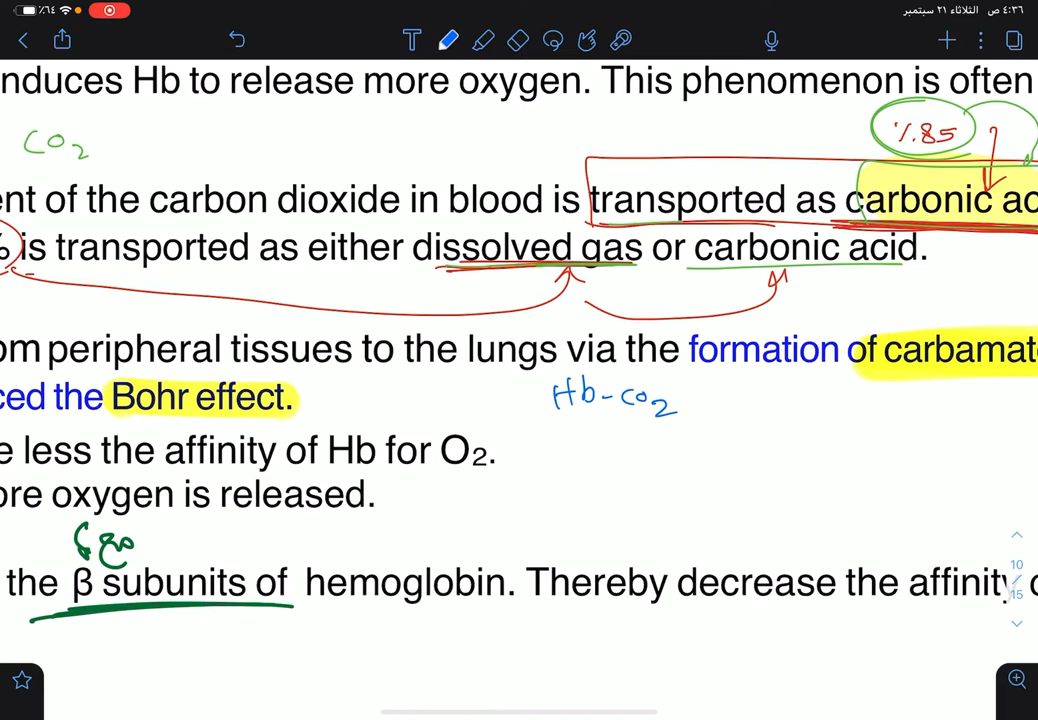 ٪٦٤ ٤:٣٦ ص الثلاثاء ٢١ سبتمبر
nduces Hb to release more oxygen. This phenomenon is often
CO2
٪85
ent of the carbon dioxide in blood is transported as carbonic ac
% is transported as either dissolved gas or carbonic acid.
om peripheral tissues to the lungs via the formation of carbamat
ced the Bohr effect.
Hb-CO2
e less the affinity of Hb for O₂.
ore oxygen is released.
the β subunits of hemoglobin. Thereby decrease the affinity
10
15